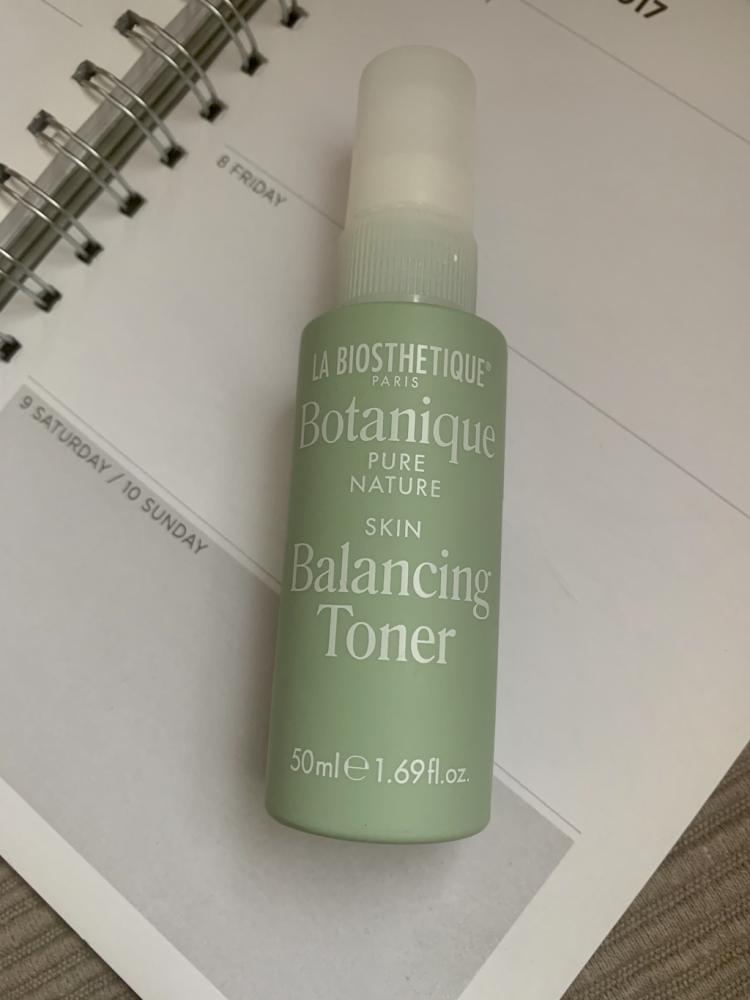 8 FRIDAY
9 SATURDAY / 10 SUNDAY
LA BIOSTHETIQUE®
PARIS
Botanique
PURE
NATURE
SKIN
Balancing
Toner
50ml℮1.69fl.oz.